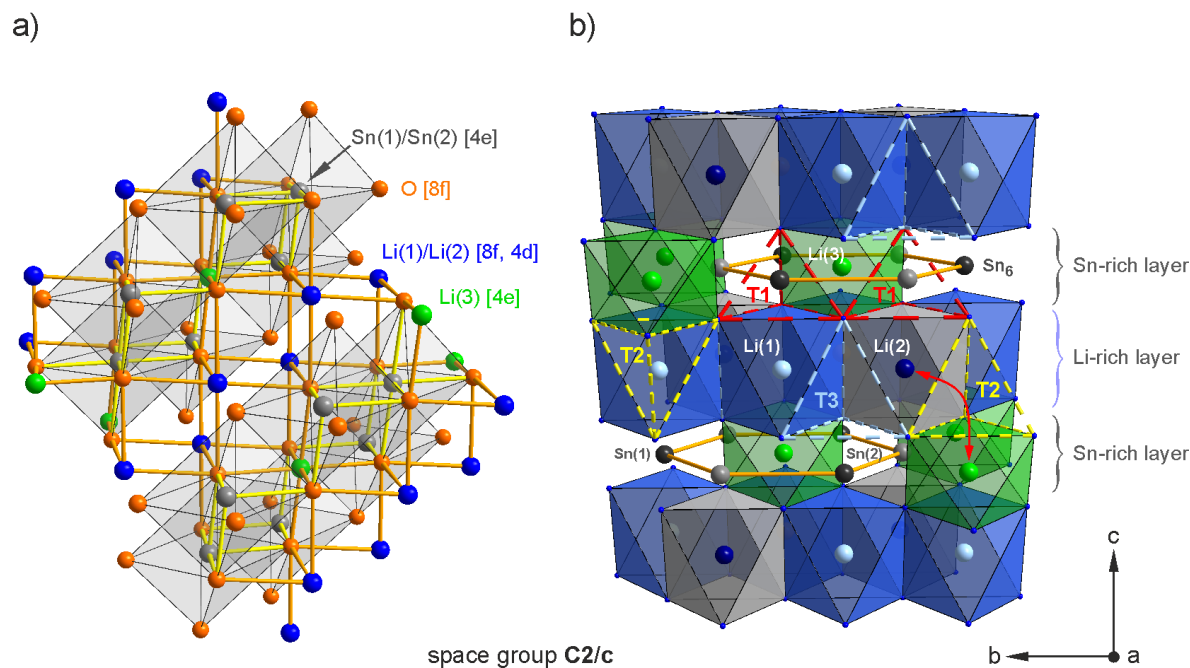 a)
b)
Sn(1)/Sn(2) [4e]
O [8f]
Li(1)/Li(2) [8f, 4d]
Li(3) [4e]
Li(3)
Sn6
Sn-rich layer
T1
T1
Li(1)
Li(2)
T2
T3
T2
Li-rich layer
Sn(1)
Sn(2)
Sn-rich layer
c
b
a
space group C2/c